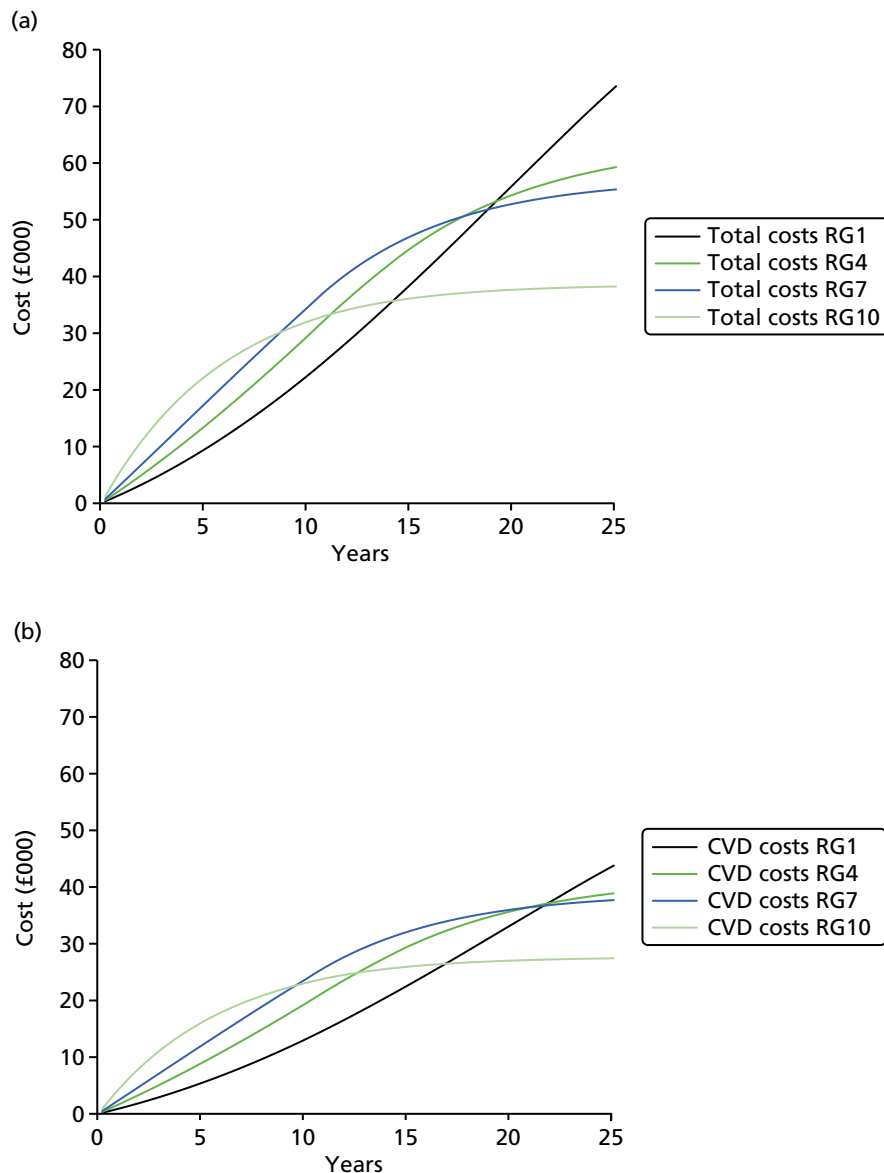 (a)
80
70
60
50
40
30
20
10
0
Cost (£000)
0 5 10 15 20 25
Years
Total costs RG1
Total costs RG4
Total costs RG7
Total costs RG10
(b)
80
70
60
50
40
30
20
10
0
Cost (£000)
0 5 10 15 20 25
Years
CVD costs RG1
CVD costs RG4
CVD costs RG7
CVD costs RG10